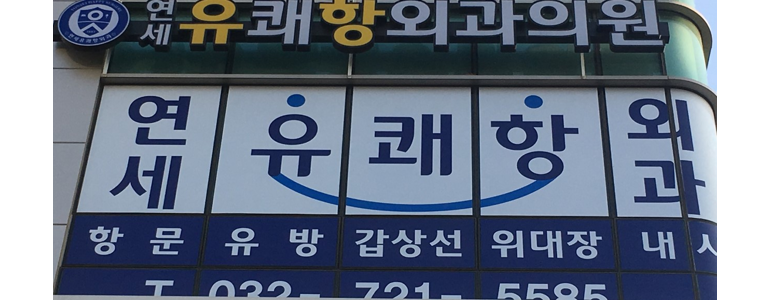 연세유쾌항외과의원
연세 유쾌항 외과
항문 유방 갑상선 위대장 내시
T 032-721-5585